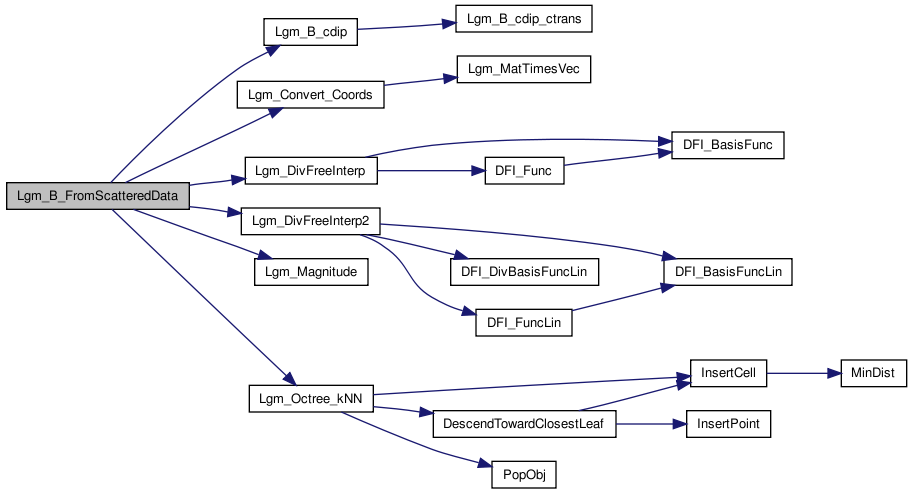 Lgm_B_FromScatteredData
Lgm_B_cdip
Lgm_B_cdip_ctrans
Lgm_Convert_Coords
Lgm_MatTimesVec
Lgm_DivFreeInterp
DFI_Func
DFI_BasisFunc
Lgm_DivFreeInterp2
DFI_DivBasisFuncLin
DFI_BasisFuncLin
DFI_FuncLin
Lgm_Magnitude
Lgm_Octree_kNN
InsertCell
MinDist
DescendTowardClosestLeaf
InsertPoint
PopObj